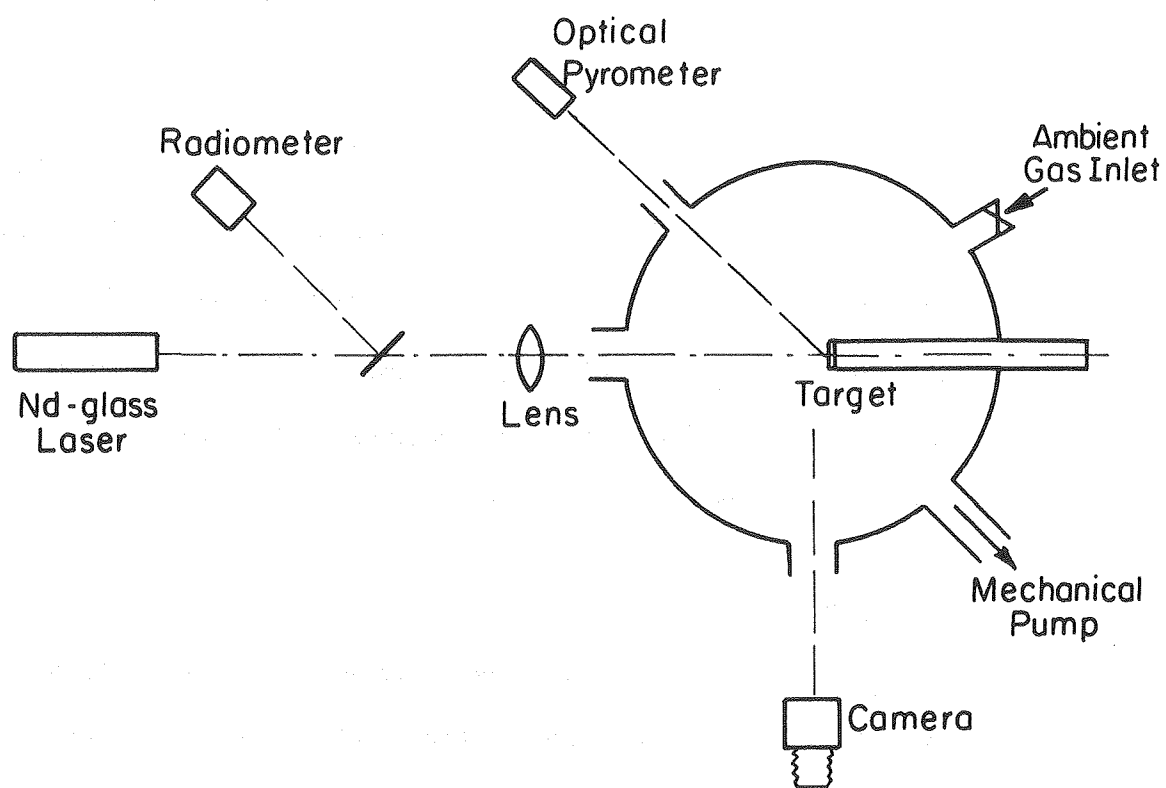 Optical
Pyrometer
Radiometer
Ambient
Gas Inlet
Nd-glass
Laser
Lens
Target
Mechanical
Pump
Camera